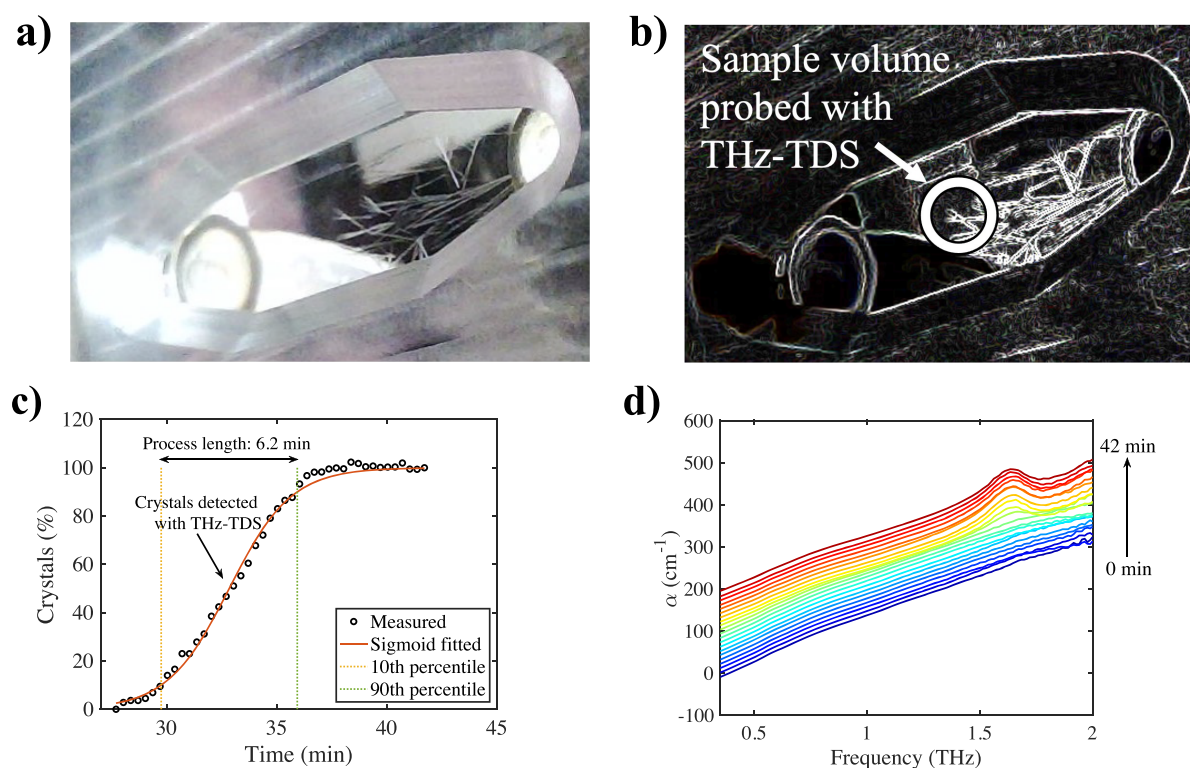 a)
b)
Sample volume
probed with
THz-TDS
c)
Crystals (%)
120
100
80
60
40
20
0
30
35
40
45
Time (min)
Process length: 6.2 min
Crystals detected
with THz-TDS
Measured
Sigmoid fitted
10th percentile
90th percentile
d)
α (cm⁻¹)
600
500
400
300
200
100
0
-100
0.5
1
1.5
2
Frequency (THz)
42 min
0 min